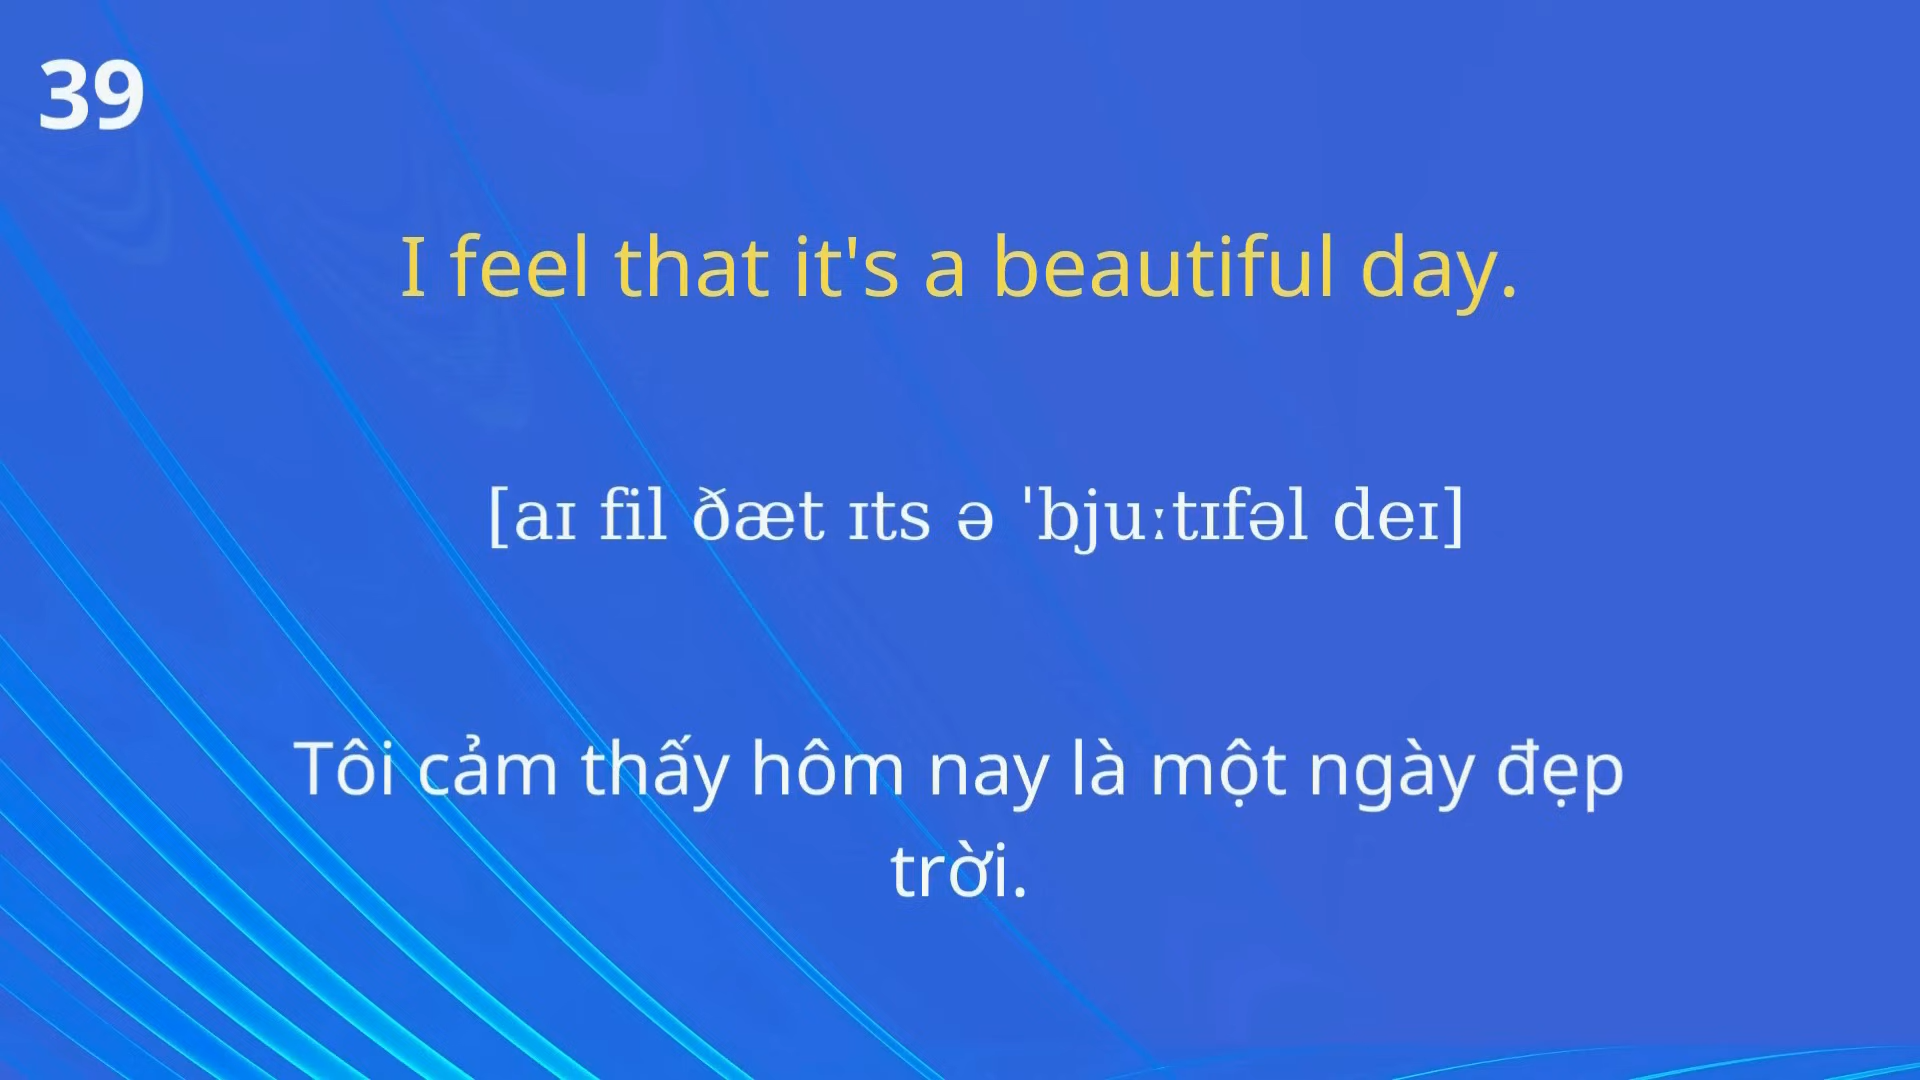 39
I feel that it's a beautiful day.
[aɪ fil ðæt ɪts ə ˈbjuːtɪfəl deɪ]
Tôi cảm thấy hôm nay là một ngày đẹp
trời.